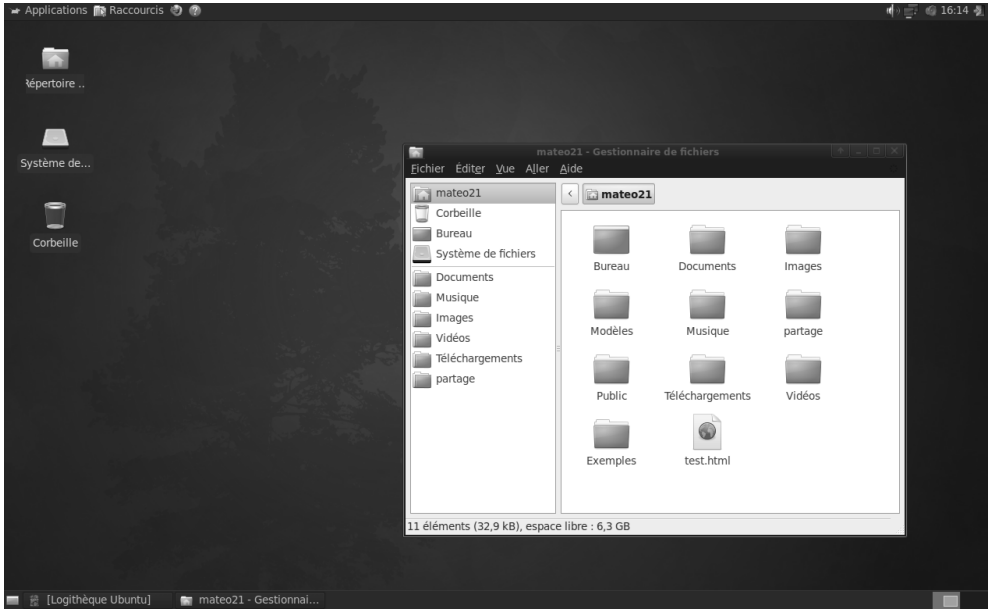 Applications Raccourcis 16:14
Répertoire ..
Système de...
Corbeille
mateo21 - Gestionnaire de fichiers
Fichier Éditer Vue Aller Aide
mateo21
Corbeille
Bureau
Système de fichiers
Documents
Musique
Images
Vidéos
Téléchargements
partage
mateo21
Bureau Documents Images
Modèles Musique partage
Public Téléchargements Vidéos
Exemples test.html
11 éléments (32,9 kB), espace libre : 6,3 GB
[Logithèque Ubuntu] mateo21 - Gestionnai...